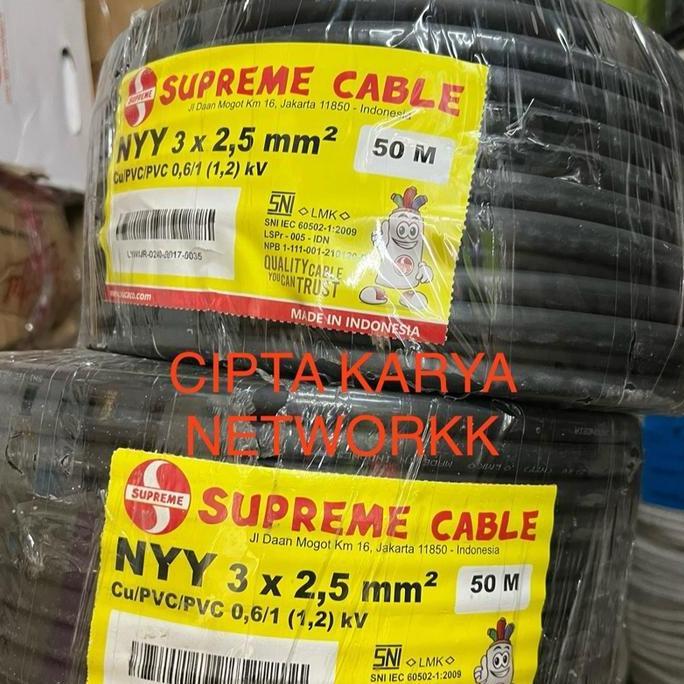 SUPREME
SUPREME CABLE
Jl Daan Mogot Km 16, Jakarta 11850 - Indonesia
NYY 3 x 2,5 mm²
50 M
Cu/PVC/PVC 0,6/1 (1,2) kV
SNI
LMK
SNI IEC 60502-1:2009
LSPr - 005 - IDN
QUALITY CABLE
YOU CAN TRUST
MADE IN INDONESIA
CIPTA KARYA
NETWORKK
SUPREME
SUPREME CABLE
Jl Daan Mogot Km 16, Jakarta 11850 - Indonesia
NYY 3 x 2,5 mm²
50 M
Cu/PVC/PVC 0,6/1 (1,2) kV
SNI
LMK
SNI IEC 60502-1:2009